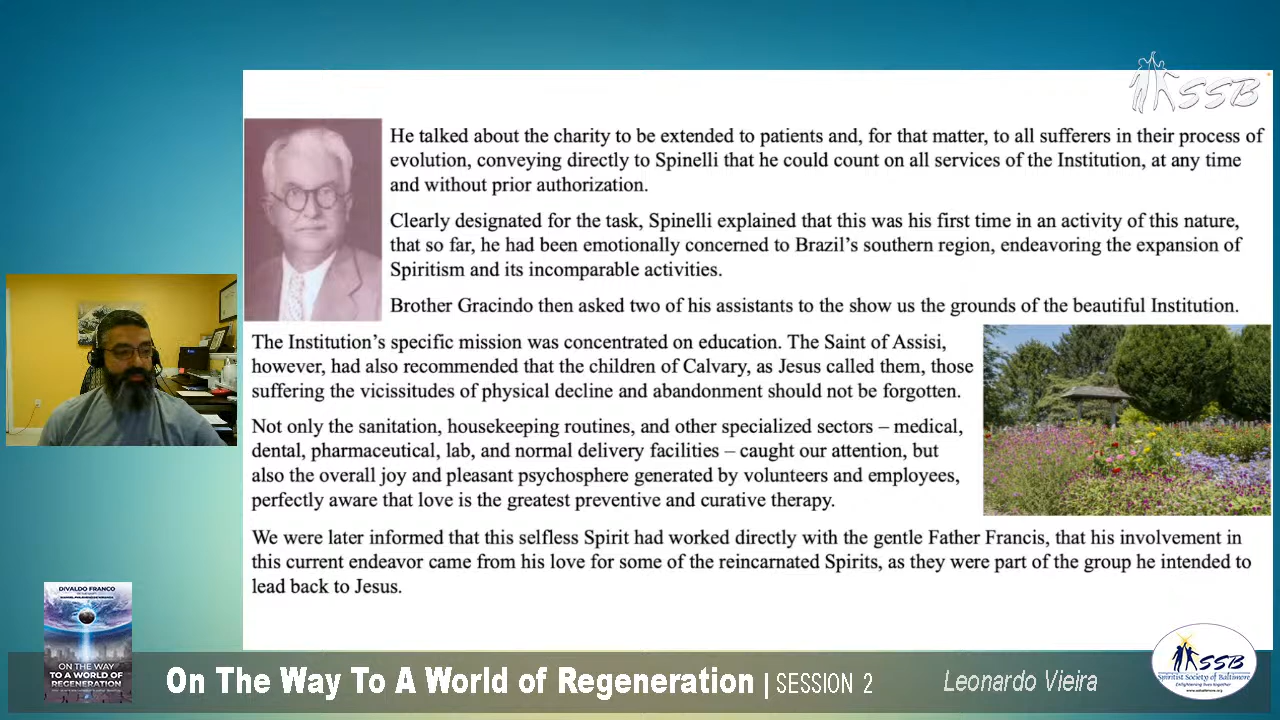 SSB
He talked about the charity to be extended to patients and, for that matter, to all sufferers in their process of
evolution, conveying directly to Spinelli that he could count on all services of the Institution, at any time
and without prior authorization.
Clearly designated for the task, Spinelli explained that this was his first time in an activity of this nature,
that so far, he had been emotionally concerned to Brazil's southern region, endeavoring the expansion of
Spiritism and its incomparable activities.
Brother Gracindo then asked two of his assistants to the show us the grounds of the beautiful Institution.
The Institution's specific mission was concentrated on education. The Saint of Assisi,
however, had also recommended that the children of Calvary, as Jesus called them, those
suffering the vicissitudes of physical decline and abandonment should not be forgotten.
Not only the sanitation, housekeeping routines, and other specialized sectors – medical,
dental, pharmaceutical, lab, and normal delivery facilities – caught our attention, but
also the overall joy and pleasant psychosphere generated by volunteers and employees,
perfectly aware that love is the greatest preventive and curative therapy.
We were later informed that this selfless Spirit had worked directly with the gentle Father Francis, that his involvement in
this current endeavor came from his love for some of the reincarnated Spirits, as they were part of the group he intended to
lead back to Jesus.
DIVALDO FRANCO
ON THE WAY
TO A WORLD OF
REGENERATION
On The Way To A World of Regeneration | SESSION 2
Leonardo Vieira
SSB
Spiritist Society of Baltimore